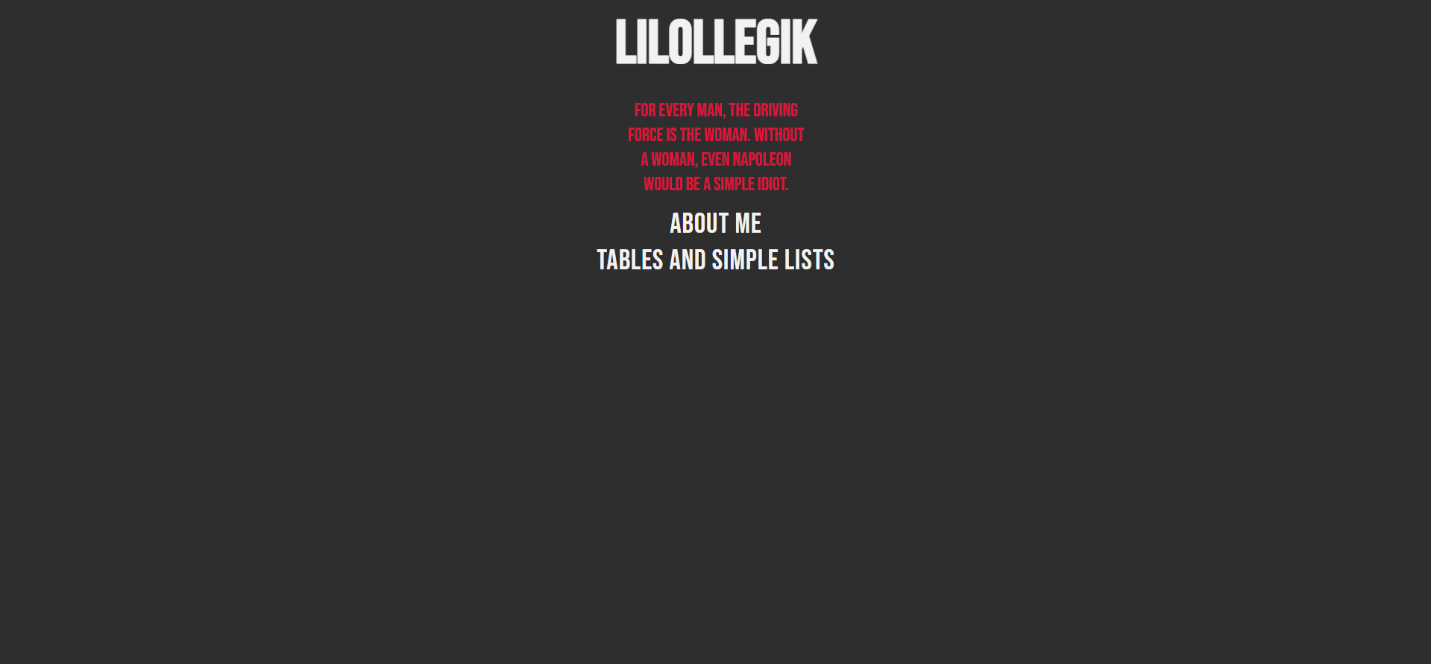 LILOLLEGIK
FOR EVERY MAN, THE DRIVING
FORCE IS THE WOMAN. WITHOUT
A WOMAN, EVEN NAPOLEON
WOULD BE A SIMPLE IDIOT.
ABOUT ME
TABLES AND SIMPLE LISTS